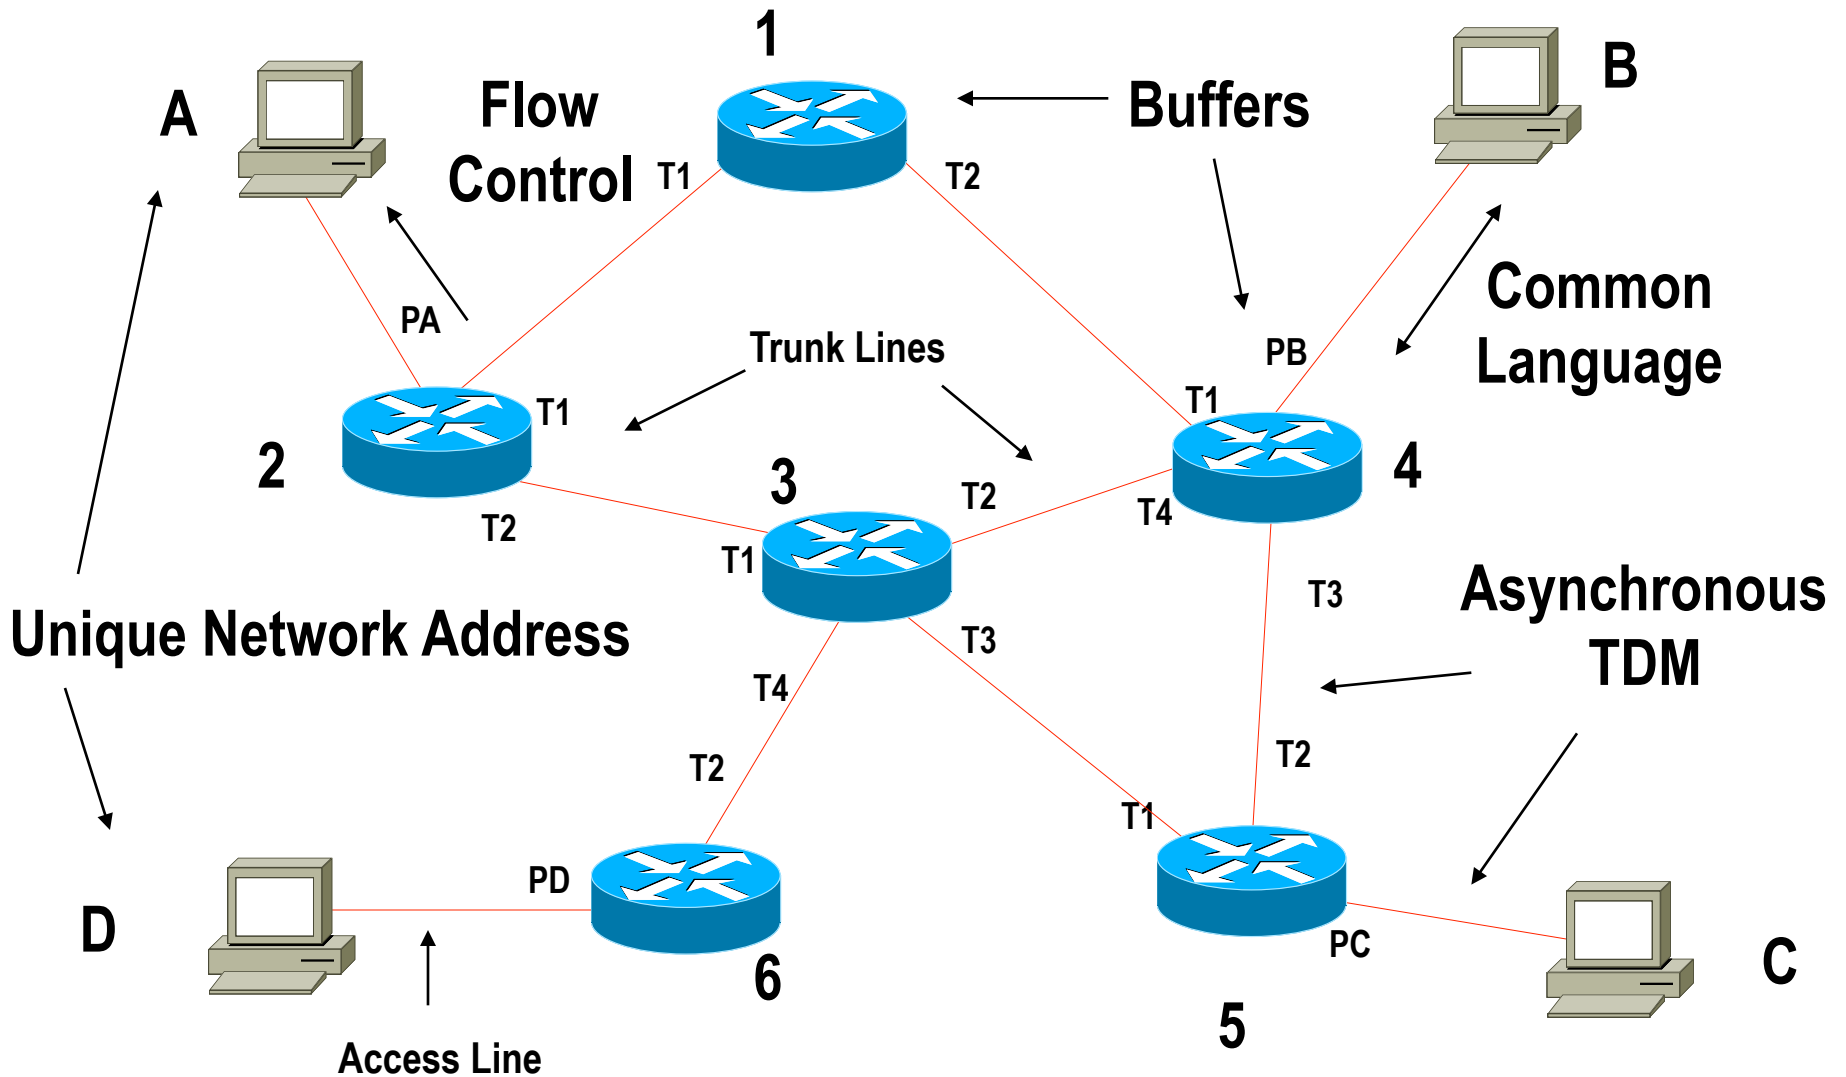 1
A
Flow
Control
Buffers
B
T1
T2
PA
Common
Language
Trunk Lines
PB
T1
T1
2
3
4
T2
T2
T4
T1
Asynchronous
TDM
T3
Unique Network Address
T3
T4
T2
T2
T1
D
PD
6
PC
C
5
Access Line